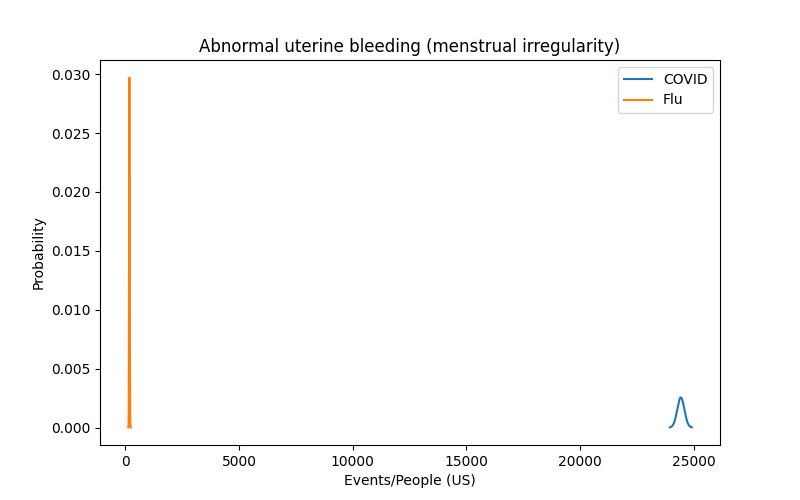 Abnormal uterine bleeding (menstrual irregularity)
COVID
Flu
0.030
0.025
0.020
0.015
0.010
0.005
0.000
Probability
0 5000 10000 15000 20000 25000
Events/People (US)